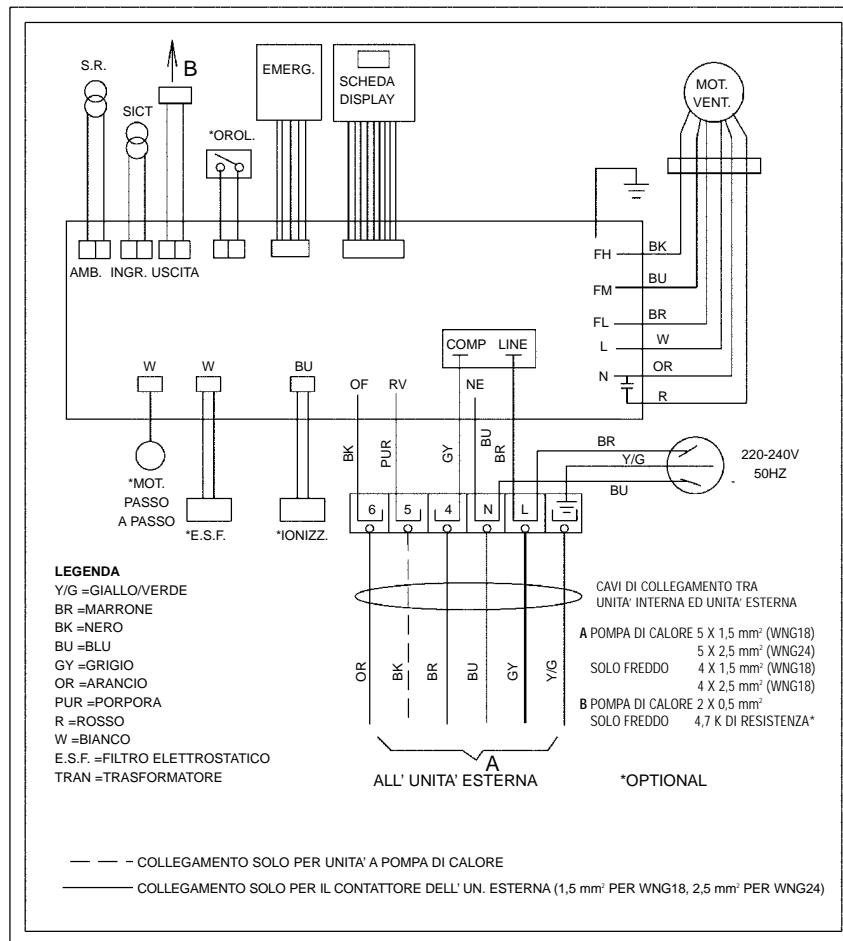 S.R.
B
SICT
*OROL.
EMERG.
SCHEDA
DISPLAY
MOT.
VENT.
AMB.
INGR.
USCITA
FH
BK
FM
BU
FL
BR
L
W
N
OR
R
COMP
LINE
W
W
BU
OF
RV
NE
BK
PUR
GY
BU
BR
BR
Y/G
BU
220-240V
50HZ
*MOT.
PASSO
A PASSO
*E.S.F.
*IONIZZ.
6
5
4
N
L
LEGENDA
Y/G =GIALLO/VERDE
BR =MARRONE
BK =NERO
BU =BLU
GY =GRIGIO
OR =ARANCIO
PUR =PORPORA
R =ROSSO
W =BIANCO
E.S.F. =FILTRO ELETTROSTATICO
TRAN =TRASFORMATORE
OR
BK
BR
BU
GY
Y/G
CAVI DI COLLEGAMENTO TRA
UNITA' INTERNA ED UNITA' ESTERNA
A POMPA DI CALORE 5 X 1,5 mm² (WNG18)
5 X 2,5 mm² (WNG24)
SOLO FREDDO 4 X 1,5 mm² (WNG18)
4 X 2,5 mm² (WNG18)
B POMPA DI CALORE 2 X 0,5 mm²
SOLO FREDDO 4,7 K DI RESISTENZA*
A
ALL' UNITA' ESTERNA
*OPTIONAL
COLLEGAMENTO SOLO PER UNITA' A POMPA DI CALORE
COLLEGAMENTO SOLO PER IL CONTATTORE DELL' UN. ESTERNA (1,5 mm² PER WNG18, 2,5 mm² PER WNG24)